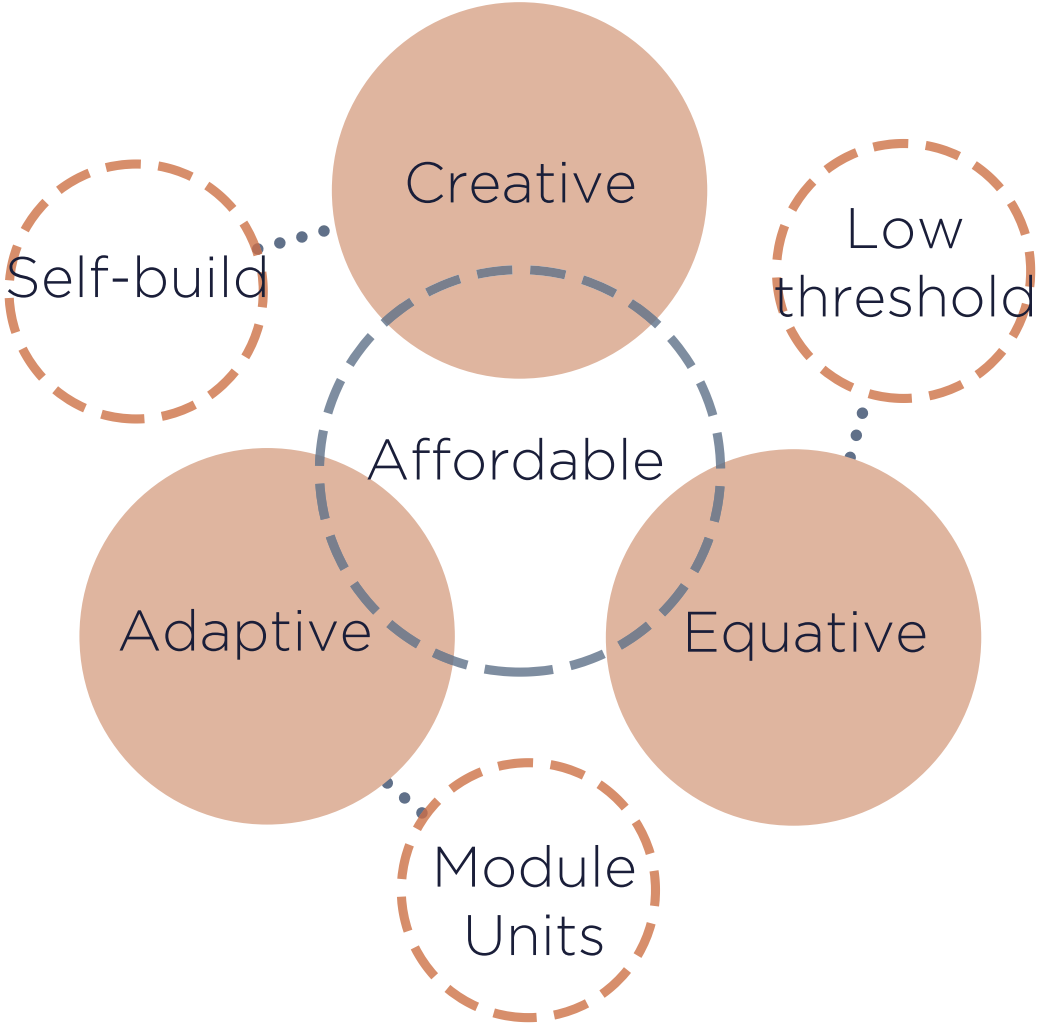 Creative
Self-build
Low
threshold
Affordable
Adaptive
Equative
Module
Units